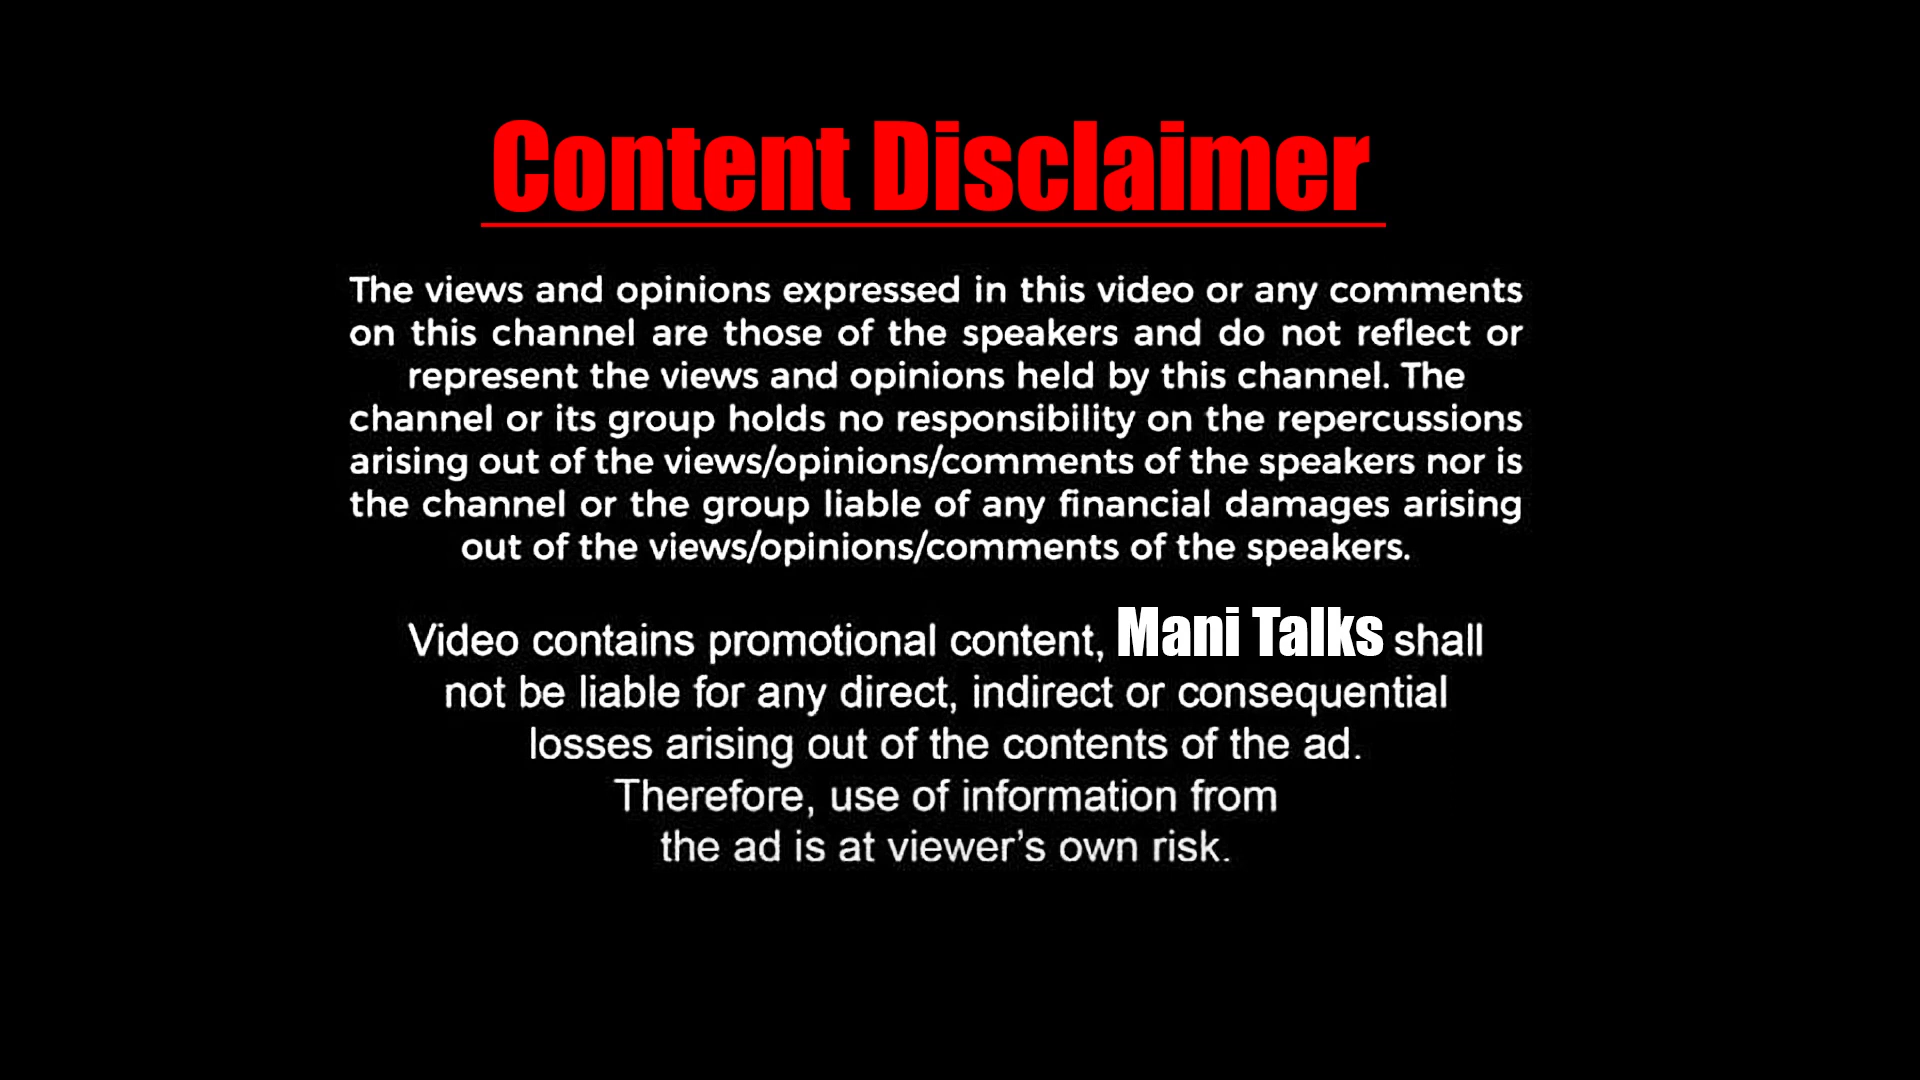 Content Disclaimer
The views and opinions expressed in this video or any comments
on this channel are those of the speakers and do not reflect or
represent the views and opinions held by this channel. The
channel or its group holds no responsibility on the repercussions
arising out of the views/opinions/comments of the speakers nor is
the channel or the group liable of any financial damages arising
out of the views/opinions/comments of the speakers.
Video contains promotional content, Mani Talks shall
not be liable for any direct, indirect or consequential
losses arising out of the contents of the ad.
Therefore, use of information from
the ad is at viewer’s own risk.